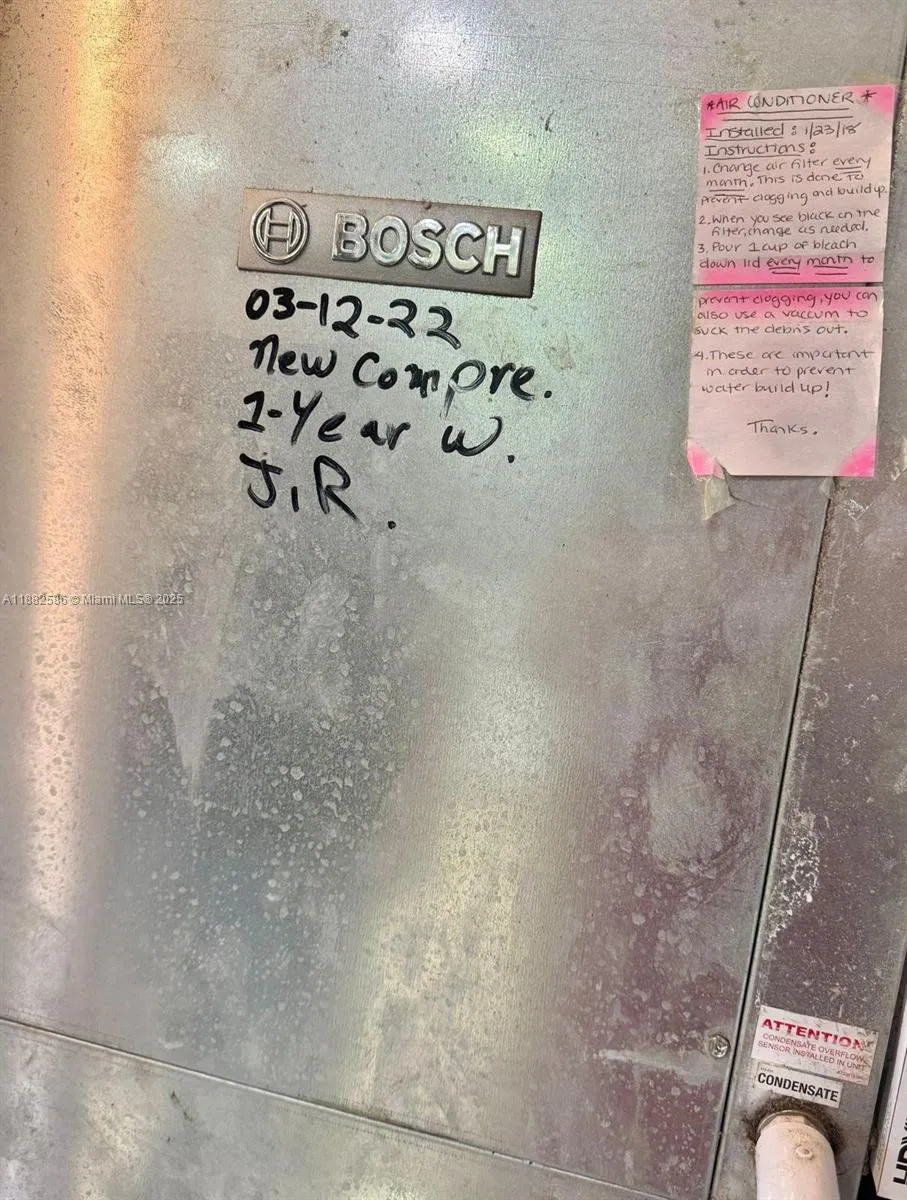 *AIR CONDITIONER*
Installed: 1/23/18
Instructions:
1. Change air filter every
month. This is done to
prevent clogging and build up.
2. When you see black on the
filter, change as needed.
3. Pour 1 cup of bleach
down lid every month to
prevent clogging, you can
also use a vaccum to
suck the debris out.
4. These are important
in order to prevent
water build up!
Thanks.
BOSCH
03-12-22
New Compre.
1-Year W.
J.R.
A11882586 © Miami MLS® 2025
ATTENTION
CONDENSATE OVERFLOW
SENSOR INSTALLED IN UNIT
CONDENSATE